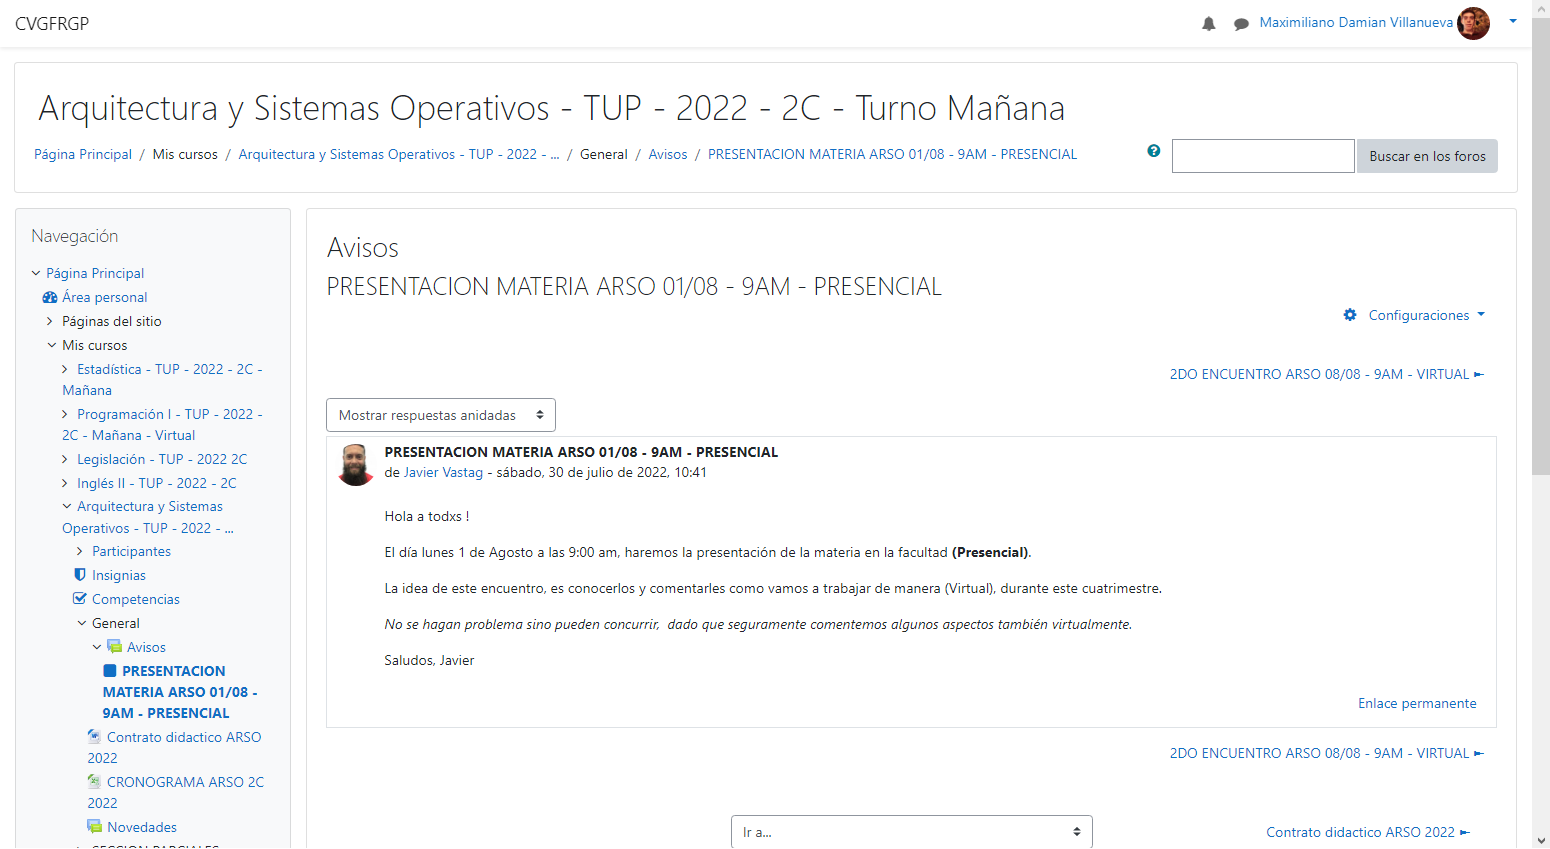 CVGFRGP
Maximiliano Damian Villanueva
Arquitectura y Sistemas Operativos - TUP - 2022 - 2C - Turno Mañana
Página Principal / Mis cursos / Arquitectura y Sistemas Operativos - TUP - 2022 - ... / General / Avisos / PRESENTACION MATERIA ARSO 01/08 - 9AM - PRESENCIAL
Buscar en los foros
Navegación
Página Principal
Área personal
Páginas del sitio
Mis cursos
Estadística - TUP - 2022 - 2C -
Mañana
Programación I - TUP - 2022 -
2C - Mañana - Virtual
Legislación - TUP - 2022 2C
Inglés II - TUP - 2022 - 2C
Arquitectura y Sistemas
Operativos - TUP - 2022 - ...
Participantes
Insignias
Competencias
General
Avisos
PRESENTACION
MATERIA ARSO 01/08 -
9AM - PRESENCIAL
Contrato didactico ARSO
2022
CRONOGRAMA ARSO 2C
2022
Novedades
SECCION PARCIALES
Avisos
PRESENTACION MATERIA ARSO 01/08 - 9AM - PRESENCIAL
Configuraciones
2DO ENCUENTRO ARSO 08/08 - 9AM - VIRTUAL ►
Mostrar respuestas anidadas
PRESENTACION MATERIA ARSO 01/08 - 9AM - PRESENCIAL
de Javier Vastag - sábado, 30 de julio de 2022, 10:41
Hola a todxs !
El día lunes 1 de Agosto a las 9:00 am, haremos la presentación de la materia en la facultad (Presencial).
La idea de este encuentro, es conocerlos y comentarles como vamos a trabajar de manera (Virtual), durante este cuatrimestre.
No se hagan problema sino pueden concurrir,  dado que seguramente comentemos algunos aspectos también virtualmente.
Saludos, Javier
Enlace permanente
2DO ENCUENTRO ARSO 08/08 - 9AM - VIRTUAL ►
Ir a...
Contrato didactico ARSO 2022 ►